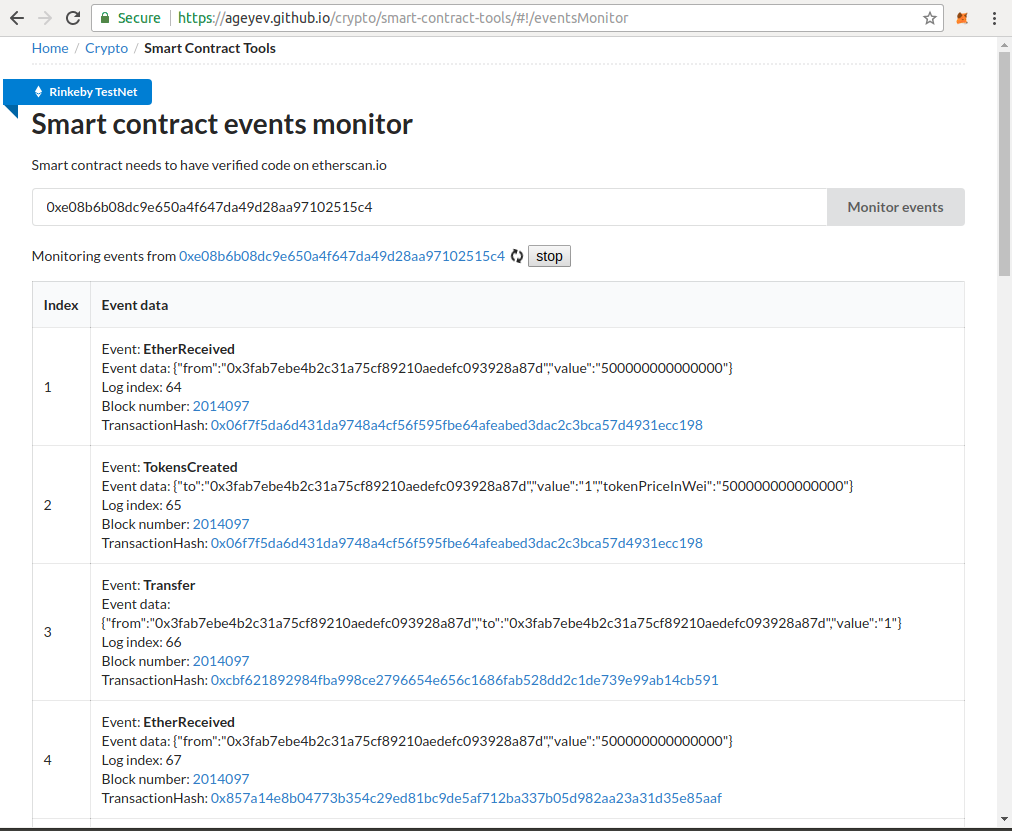 Secure https://ageyev.github.io/crypto/smart-contract-tools/#!/eventsMonitor
Home / Crypto / Smart Contract Tools
Rinkeby TestNet
Smart contract events monitor
Smart contract needs to have verified code on etherscan.io
0xe08b6b08dc9e650a4f647da49d28aa97102515c4 Monitor events
Monitoring events from 0xe08b6b08dc9e650a4f647da49d28aa97102515c4 stop
Index Event data
Event: EtherReceived
Event data: {"from":"0x3fab7ebe4b2c31a75cf89210aedefc093928a87d","value":"500000000000000"}
1 Log index: 64
Block number: 2014097
TransactionHash: 0x06f7f5da6d431da9748a4cf56f595fbe64afeabed3dac2c3bca57d4931ecc198
Event: TokensCreated
Event data: {"to":"0x3fab7ebe4b2c31a75cf89210aedefc093928a87d","value":"1","tokenPriceInWei":"500000000000000"}
2 Log index: 65
Block number: 2014097
TransactionHash: 0x06f7f5da6d431da9748a4cf56f595fbe64afeabed3dac2c3bca57d4931ecc198
Event: Transfer
Event data:
{"from":"0x3fab7ebe4b2c31a75cf89210aedefc093928a87d","to":"0x3fab7ebe4b2c31a75cf89210aedefc093928a87d","value":"1"}
3 Log index: 66
Block number: 2014097
TransactionHash: 0xcbf621892984fba998ce2796654e656c1686fab528dd2c1de739e99ab14cb591
Event: EtherReceived
Event data: {"from":"0x3fab7ebe4b2c31a75cf89210aedefc093928a87d","value":"500000000000000"}
4 Log index: 67
Block number: 2014097
TransactionHash: 0x857a14e8b04773b354c29ed81bc9de5af712ba337b05d982aa23a31d35e85aaf